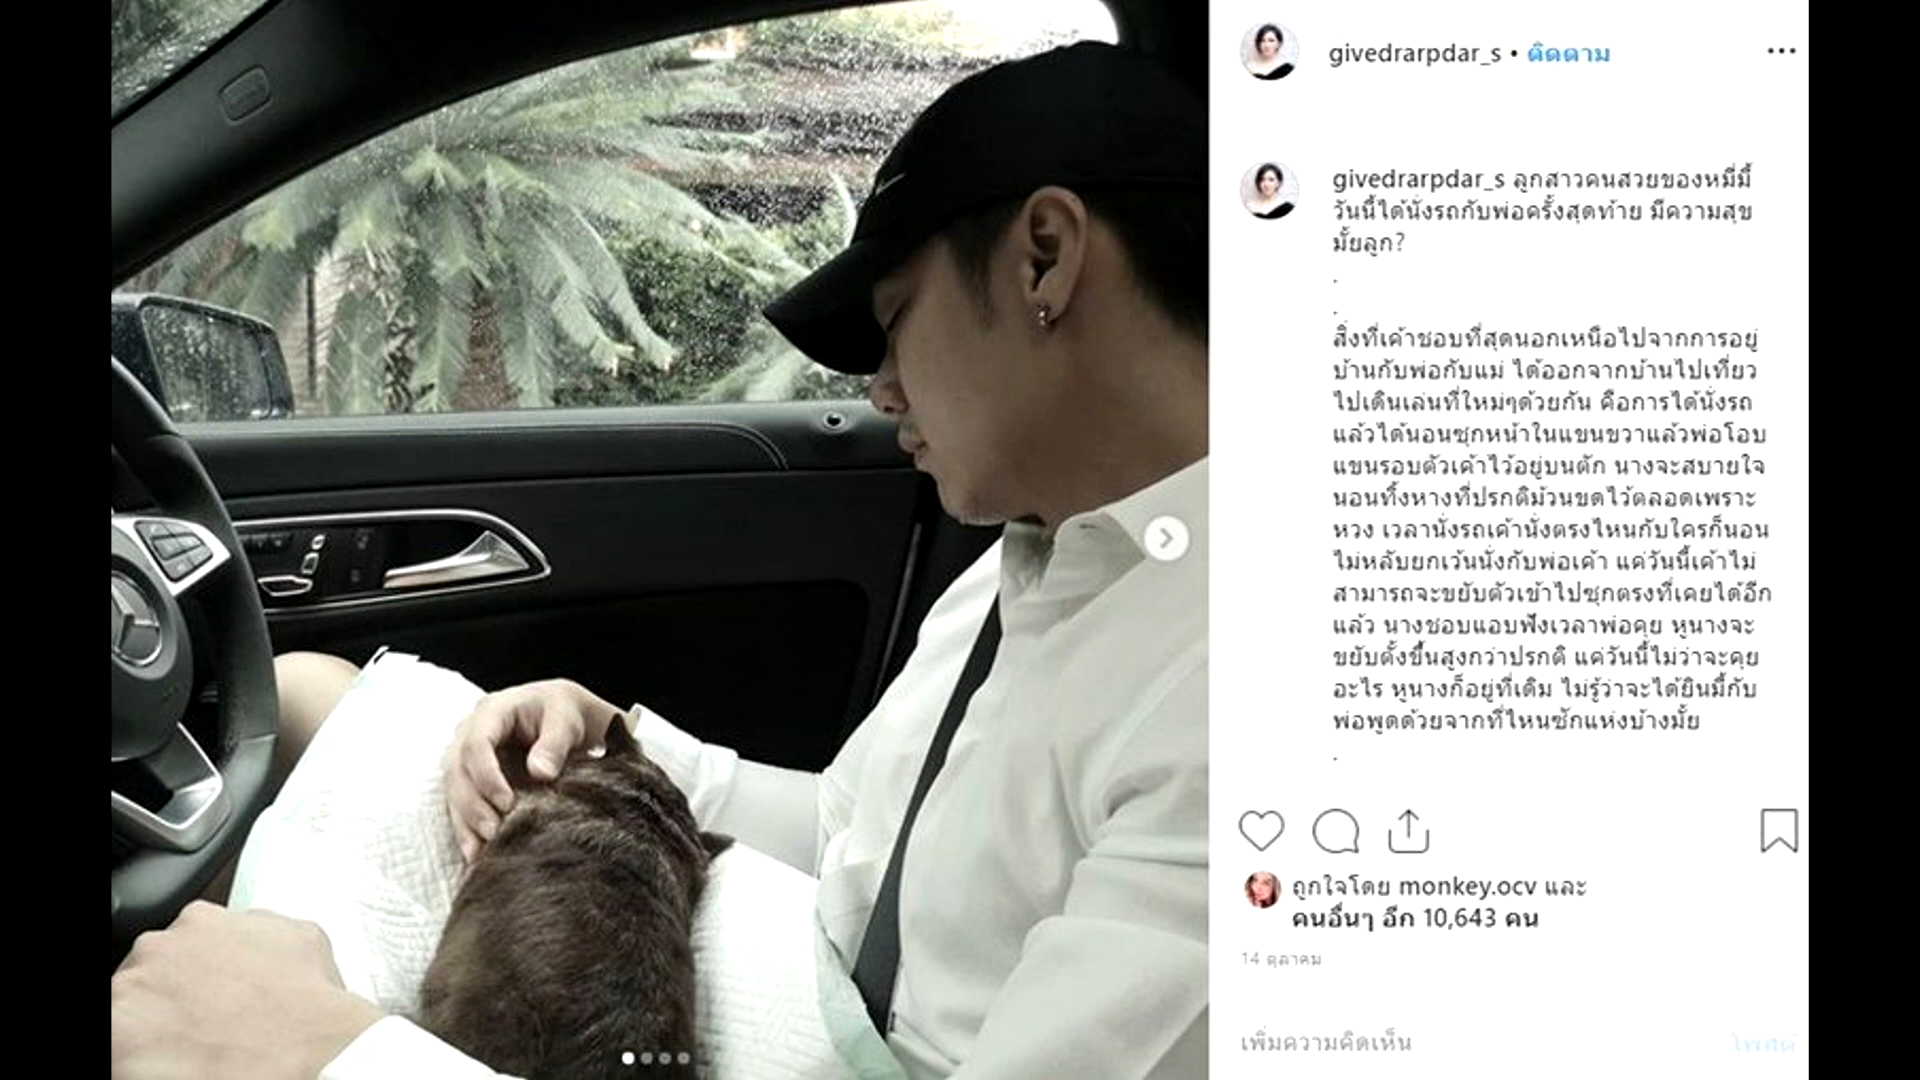 givedrarpdar_s • ติดตาม
givedrarpdar_s ลูกสาวคนสวยของหมี่มี้
วันนี้ได้นั่งรถกับพ่อครั้งสุดท้าย มีความสุข
มั้ยลูก?
.
.
สิ่งที่เค้าชอบที่สุดนอกเหนือไปจากการอยู่
บ้านกับพ่อกับแม่ ได้ออกจากบ้านไปเที่ยว
ไปเดินเล่นที่ใหม่ๆด้วยกัน คือการได้นั่งรถ
แล้วได้นอนซุกหน้าในแขนขวาแล้วพ่อโอบ
แขนรอบตัวเค้าไว้อยู่บนตัก นางจะสบายใจ
นอนทิ้งหางที่ปรกติม้วนขดไว้ตลอดเพราะ
หวง เวลานั่งรถเค้านั่งตรงไหนกับใครก็นอน
ไม่หลับยกเว้นนั่งกับพ่อเค้า แต่วันนี้เค้าไม่
สามารถจะขยับตัวเข้าไปซุกตรงที่เคยได้อีก
แล้ว นางชอบแอบฟังเวลาพ่อคุย หูนางจะ
ขยับตั้งขึ้นสูงกว่าปรกติ แต่วันนี้ไม่ว่าจะคุย
อะไร หูนางก็อยู่ที่เดิม ไม่รู้ว่าจะได้ยินมี้กับ
พ่อพูดด้วยจากที่ไหนซักแห่งบ้างมั้ย
.
ถูกใจโดย monkey.ocv และ
คนอื่นๆ อีก 10,643 คน
14 ตุลาคม
เพิ่มความคิดเห็น
โพสต์